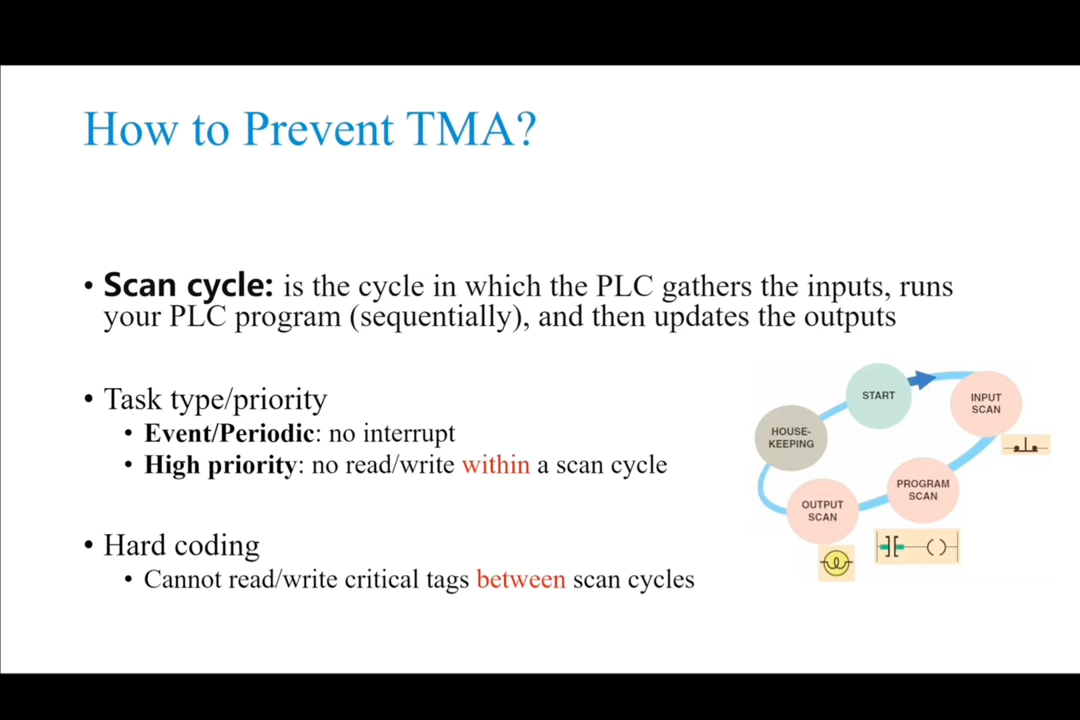 How to Prevent TMA?
• Scan cycle: is the cycle in which the PLC gathers the inputs, runs
your PLC program (sequentially), and then updates the outputs
• Task type/priority
• Event/Periodic: no interrupt
• High priority: no read/write within a scan cycle
• Hard coding
• Cannot read/write critical tags between scan cycles
START
INPUT
SCAN
HOUSE-
KEEPING
PROGRAM
SCAN
OUTPUT
SCAN